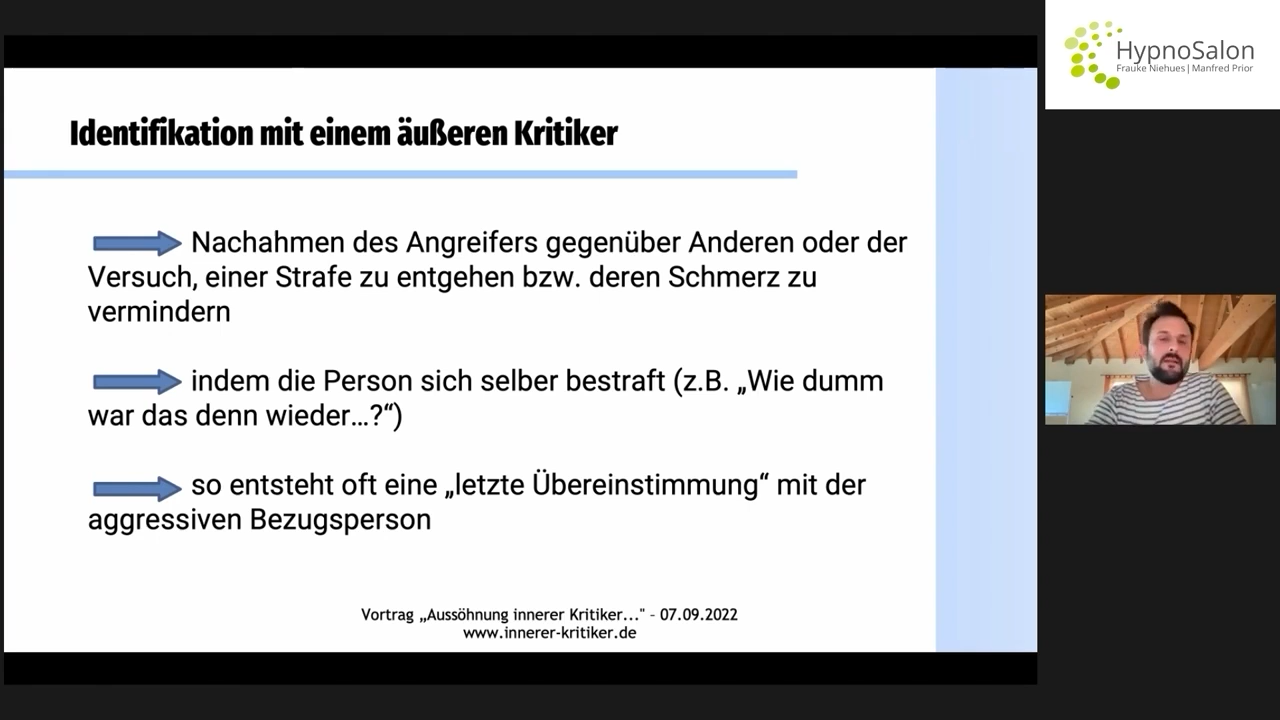 Identifikation mit einem äußeren Kritiker
Nachahmen des Angreifers gegenüber Anderen oder der
Versuch, einer Strafe zu entgehen bzw. deren Schmerz zu
vermindern
indem die Person sich selber bestraft (z.B. „Wie dumm
war das denn wieder…?“)
so entsteht oft eine „letzte Übereinstimmung“ mit der
aggressiven Bezugsperson
Vortrag „Aussöhnung innerer Kritiker..." - 07.09.2022
www.innerer-kritiker.de
HypnoSalon
Frauke Niehues | Manfred Prior